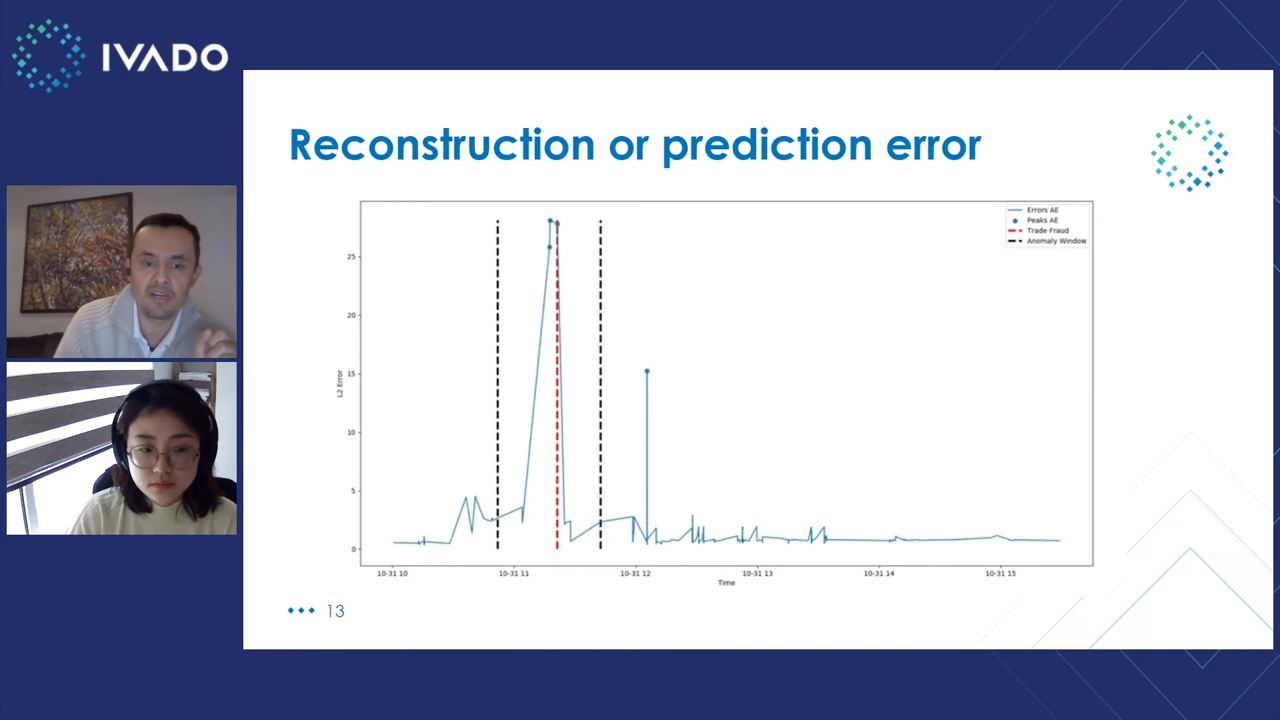 IVADO
Reconstruction or prediction error
Errors AE
Peaks AE
Trade Fraud
Anomaly Window
L2 Error
25
20
15
10
5
0
10-31 10
10-31 11
10-31 12
10-31 13
10-31 14
10-31 15
Time
13